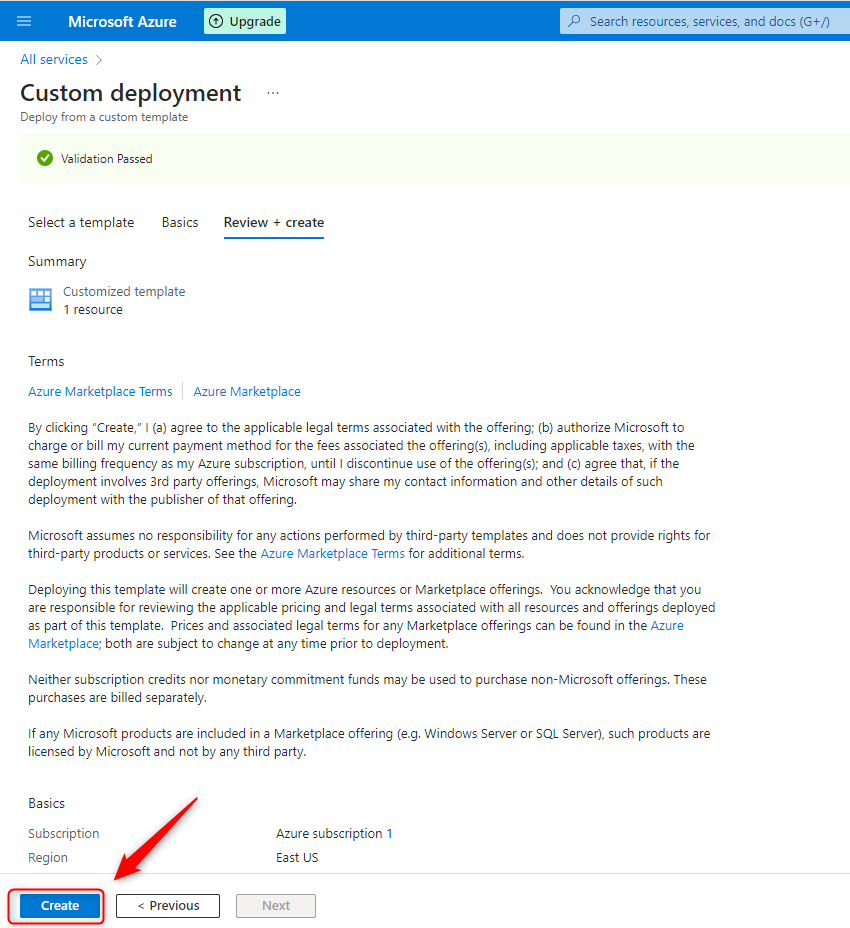 Microsoft Azure
Upgrade
Search resources, services, and docs (G+/)
All services
Custom deployment ...
Deploy from a custom template
Validation Passed
Select a template Basics Review + create
Summary
Customized template
1 resource
Terms
Azure Marketplace Terms Azure Marketplace
By clicking “Create,” I (a) agree to the applicable legal terms associated with the offering; (b) authorize Microsoft to
charge or bill my current payment method for the fees associated the offering(s), including applicable taxes, with the
same billing frequency as my Azure subscription, until I discontinue use of the offering(s); and (c) agree that, if the
deployment involves 3rd party offerings, Microsoft may share my contact information and other details of such
deployment with the publisher of that offering.
Microsoft assumes no responsibility for any actions performed by third-party templates and does not provide rights for
third-party products or services. See the Azure Marketplace Terms for additional terms.
Deploying this template will create one or more Azure resources or Marketplace offerings. You acknowledge that you
are responsible for reviewing the applicable pricing and legal terms associated with all resources and offerings deployed
as part of this template. Prices and associated legal terms for any Marketplace offerings can be found in the Azure
Marketplace; both are subject to change at any time prior to deployment.
Neither subscription credits nor monetary commitment funds may be used to purchase non-Microsoft offerings. These
purchases are billed separately.
If any Microsoft products are included in a Marketplace offering (e.g. Windows Server or SQL Server), such products are
licensed by Microsoft and not by any third party.
Basics
Subscription Azure subscription 1
Region East US
Create < Previous Next